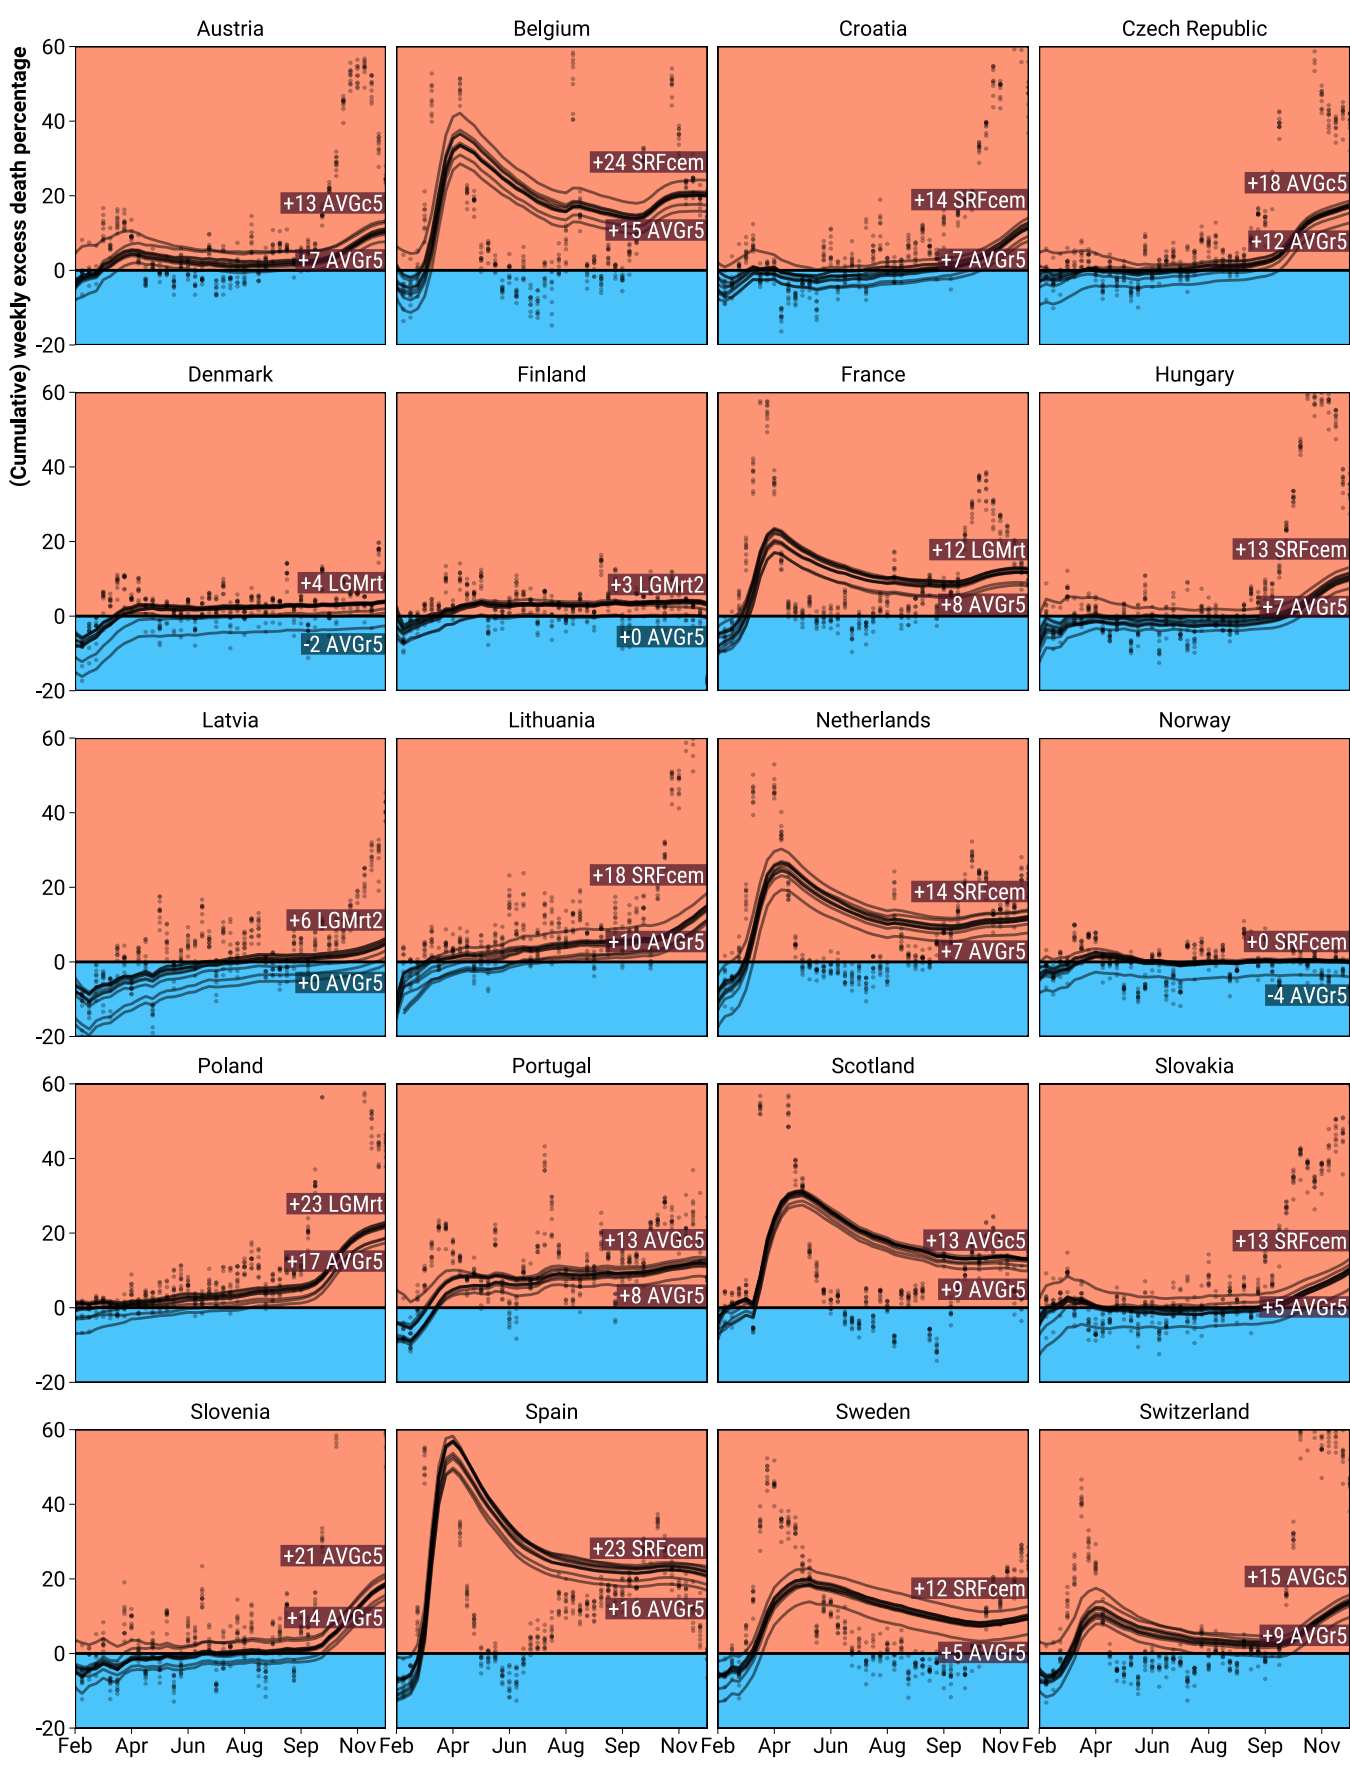 (Cumulative) weekly excess death percentage
Austria Belgium Croatia Czech Republic
60
40
20
0
-20
+13 AVGc5
+7 AVGr5
+24 SRFcem
+15 AVGr5
+14 SRFcem
+7 AVGr5
+18 AVGc5
+12 AVGr5
Denmark Finland France Hungary
60
40
20
0
-20
+4 LGMrt
-2 AVGr5
+3 LGMrt2
+0 AVGr5
+12 LGMrt
+8 AVGr5
+13 SRFcem
+7 AVGr5
Latvia Lithuania Netherlands Norway
60
40
20
0
-20
+6 LGMrt2
+0 AVGr5
+18 SRFcem
+10 AVGr5
+14 SRFcem
+7 AVGr5
+0 SRFcem
-4 AVGr5
Poland Portugal Scotland Slovakia
60
40
20
0
-20
+23 LGMrt
+17 AVGr5
+13 AVGc5
+8 AVGr5
+13 AVGc5
+9 AVGr5
+13 SRFcem
+5 AVGr5
Slovenia Spain Sweden Switzerland
60
40
20
0
-20
+21 AVGc5
+14 AVGr5
+23 SRFcem
+16 AVGr5
+12 SRFcem
+5 AVGr5
+15 AVGc5
+9 AVGr5
Feb Apr Jun Aug Sep Nov Feb Apr Jun Aug Sep Nov Feb Apr Jun Aug Sep Nov Feb Apr Jun Aug Sep Nov